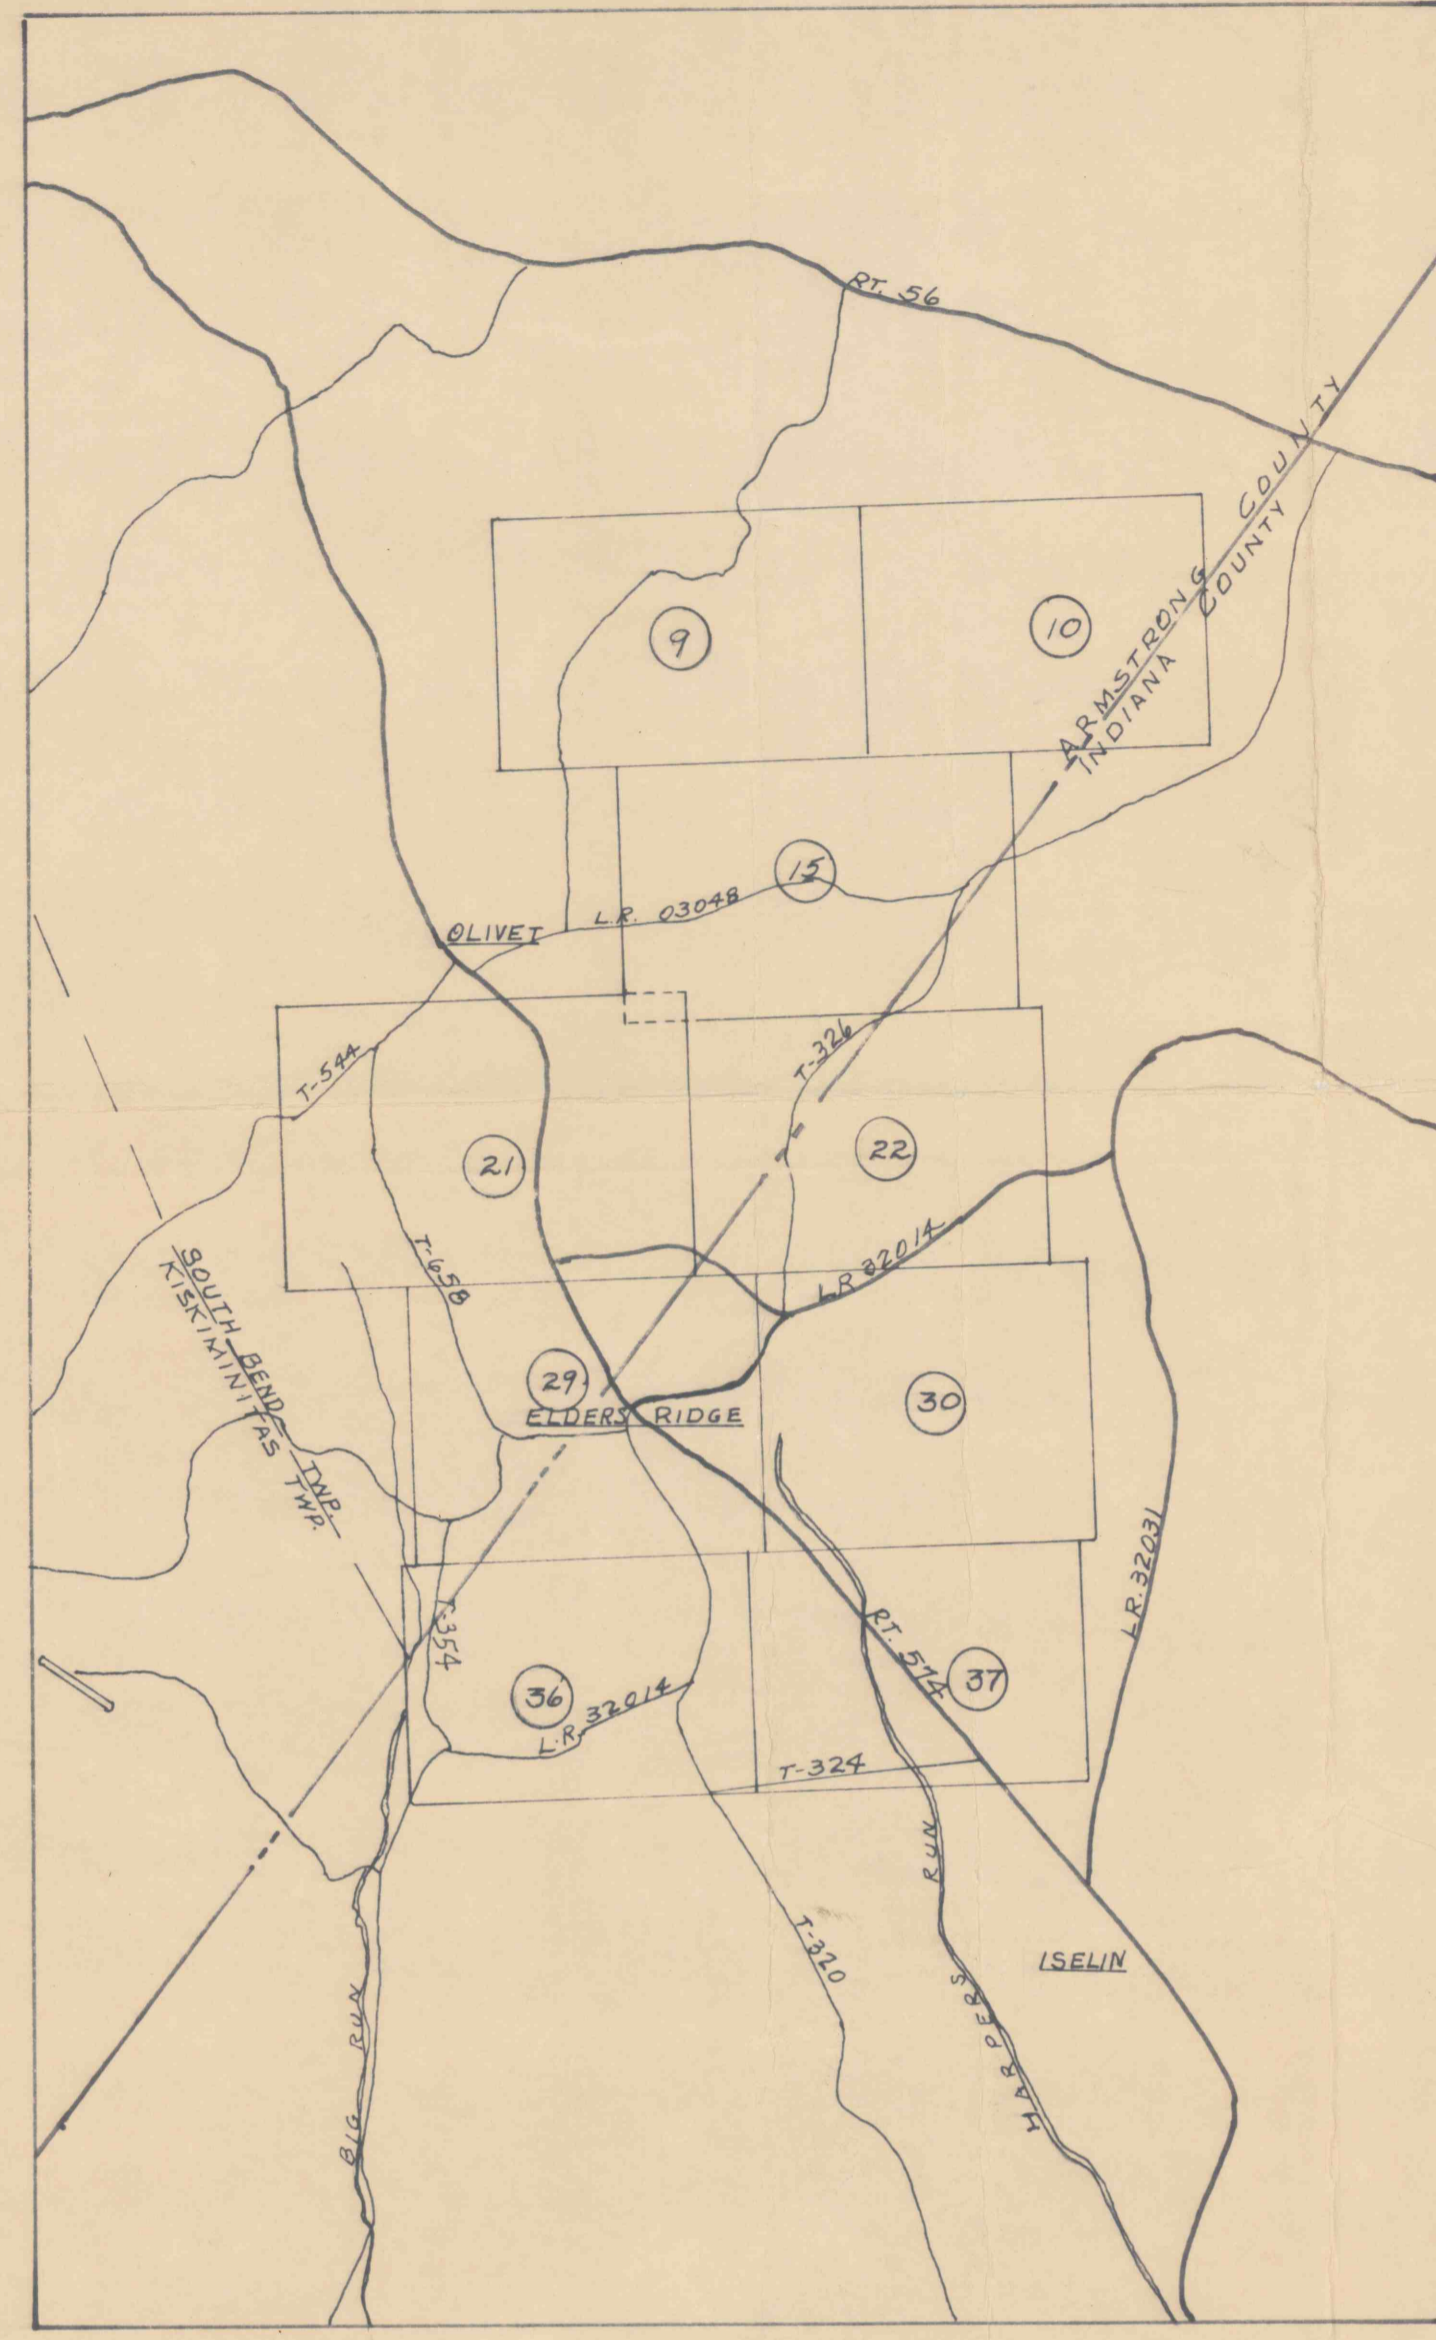 RT. 56
ARMSTRONG COUNTY
INDIANA COUNTY
9
10
15
L.R. 03048
OLIVET
T-544
T-326
21
22
T-658
LR 32014
SOUTH BEND TWP.
KISKIMINITAS TWP.
29
30
ELDERS RIDGE
L.R. 32031
T-354
RT. 574
36
37
L.R. 32014
T-324
HARPERS RUN
T-320
ISELIN
BIG RUN